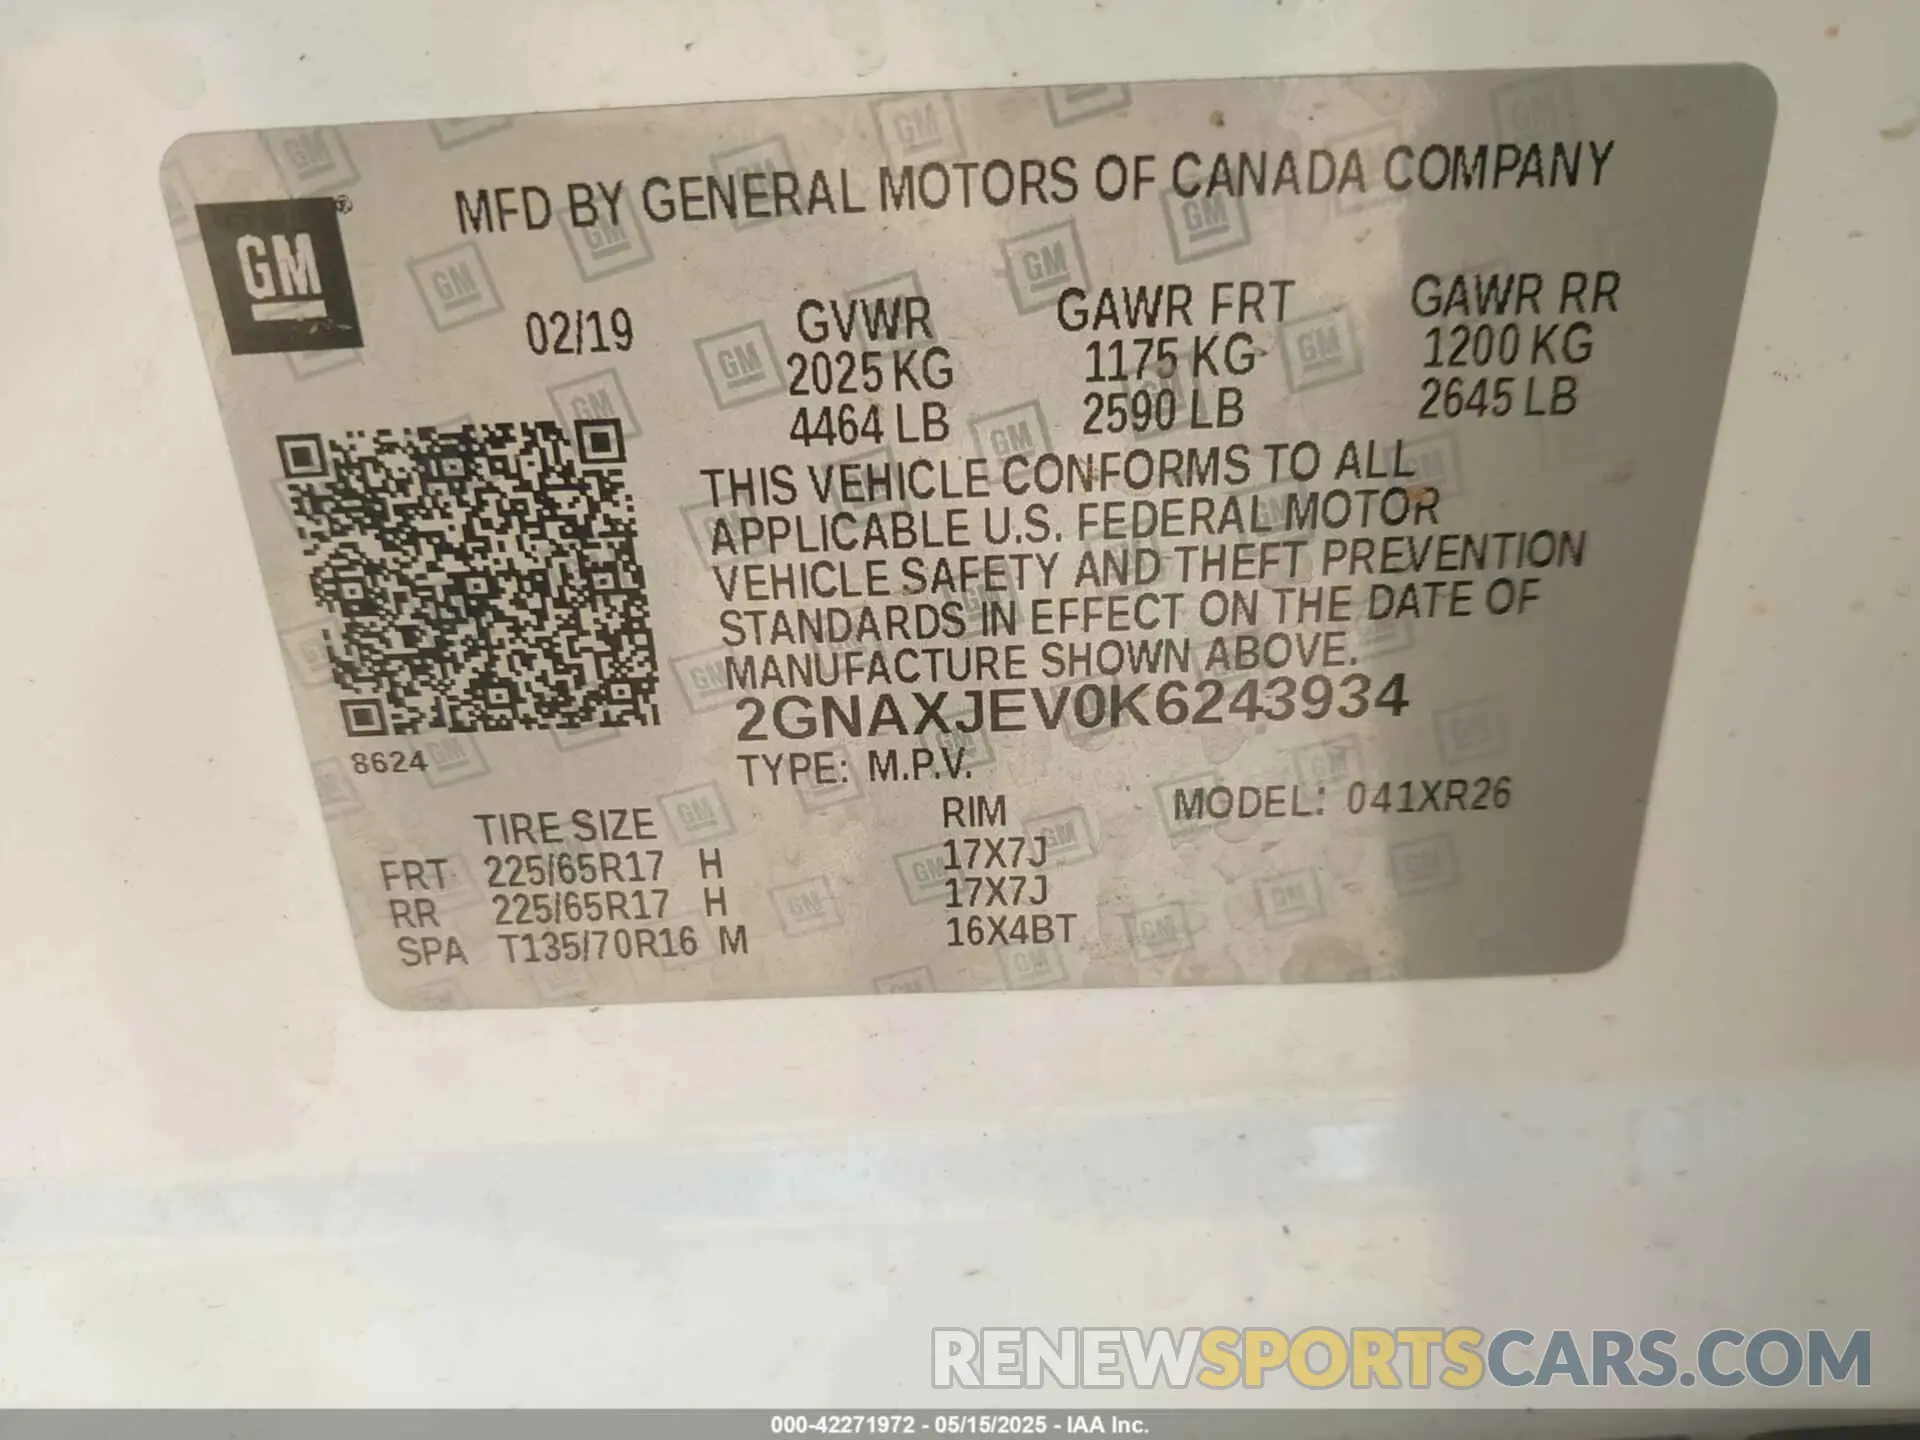 GM ®
MFD BY GENERAL MOTORS OF CANADA COMPANY
02/19 GVWR GAWR FRT GAWR RR
2025 KG 1175 KG 1200 KG
4464 LB 2590 LB 2645 LB
THIS VEHICLE CONFORMS TO ALL
APPLICABLE U.S. FEDERAL MOTOR
VEHICLE SAFETY AND THEFT PREVENTION
STANDARDS IN EFFECT ON THE DATE OF
MANUFACTURE SHOWN ABOVE.
2GNAXJEV0K6243934
8624
TYPE: M.P.V.
TIRE SIZE RIM MODEL: 041XR26
FRT 225/65R17 H 17X7J
RR 225/65R17 H 17X7J
SPA T135/70R16 M 16X4BT
RENEWSPORTSCARS.COM
000-42271972 - 05/15/2025 - IAA Inc.